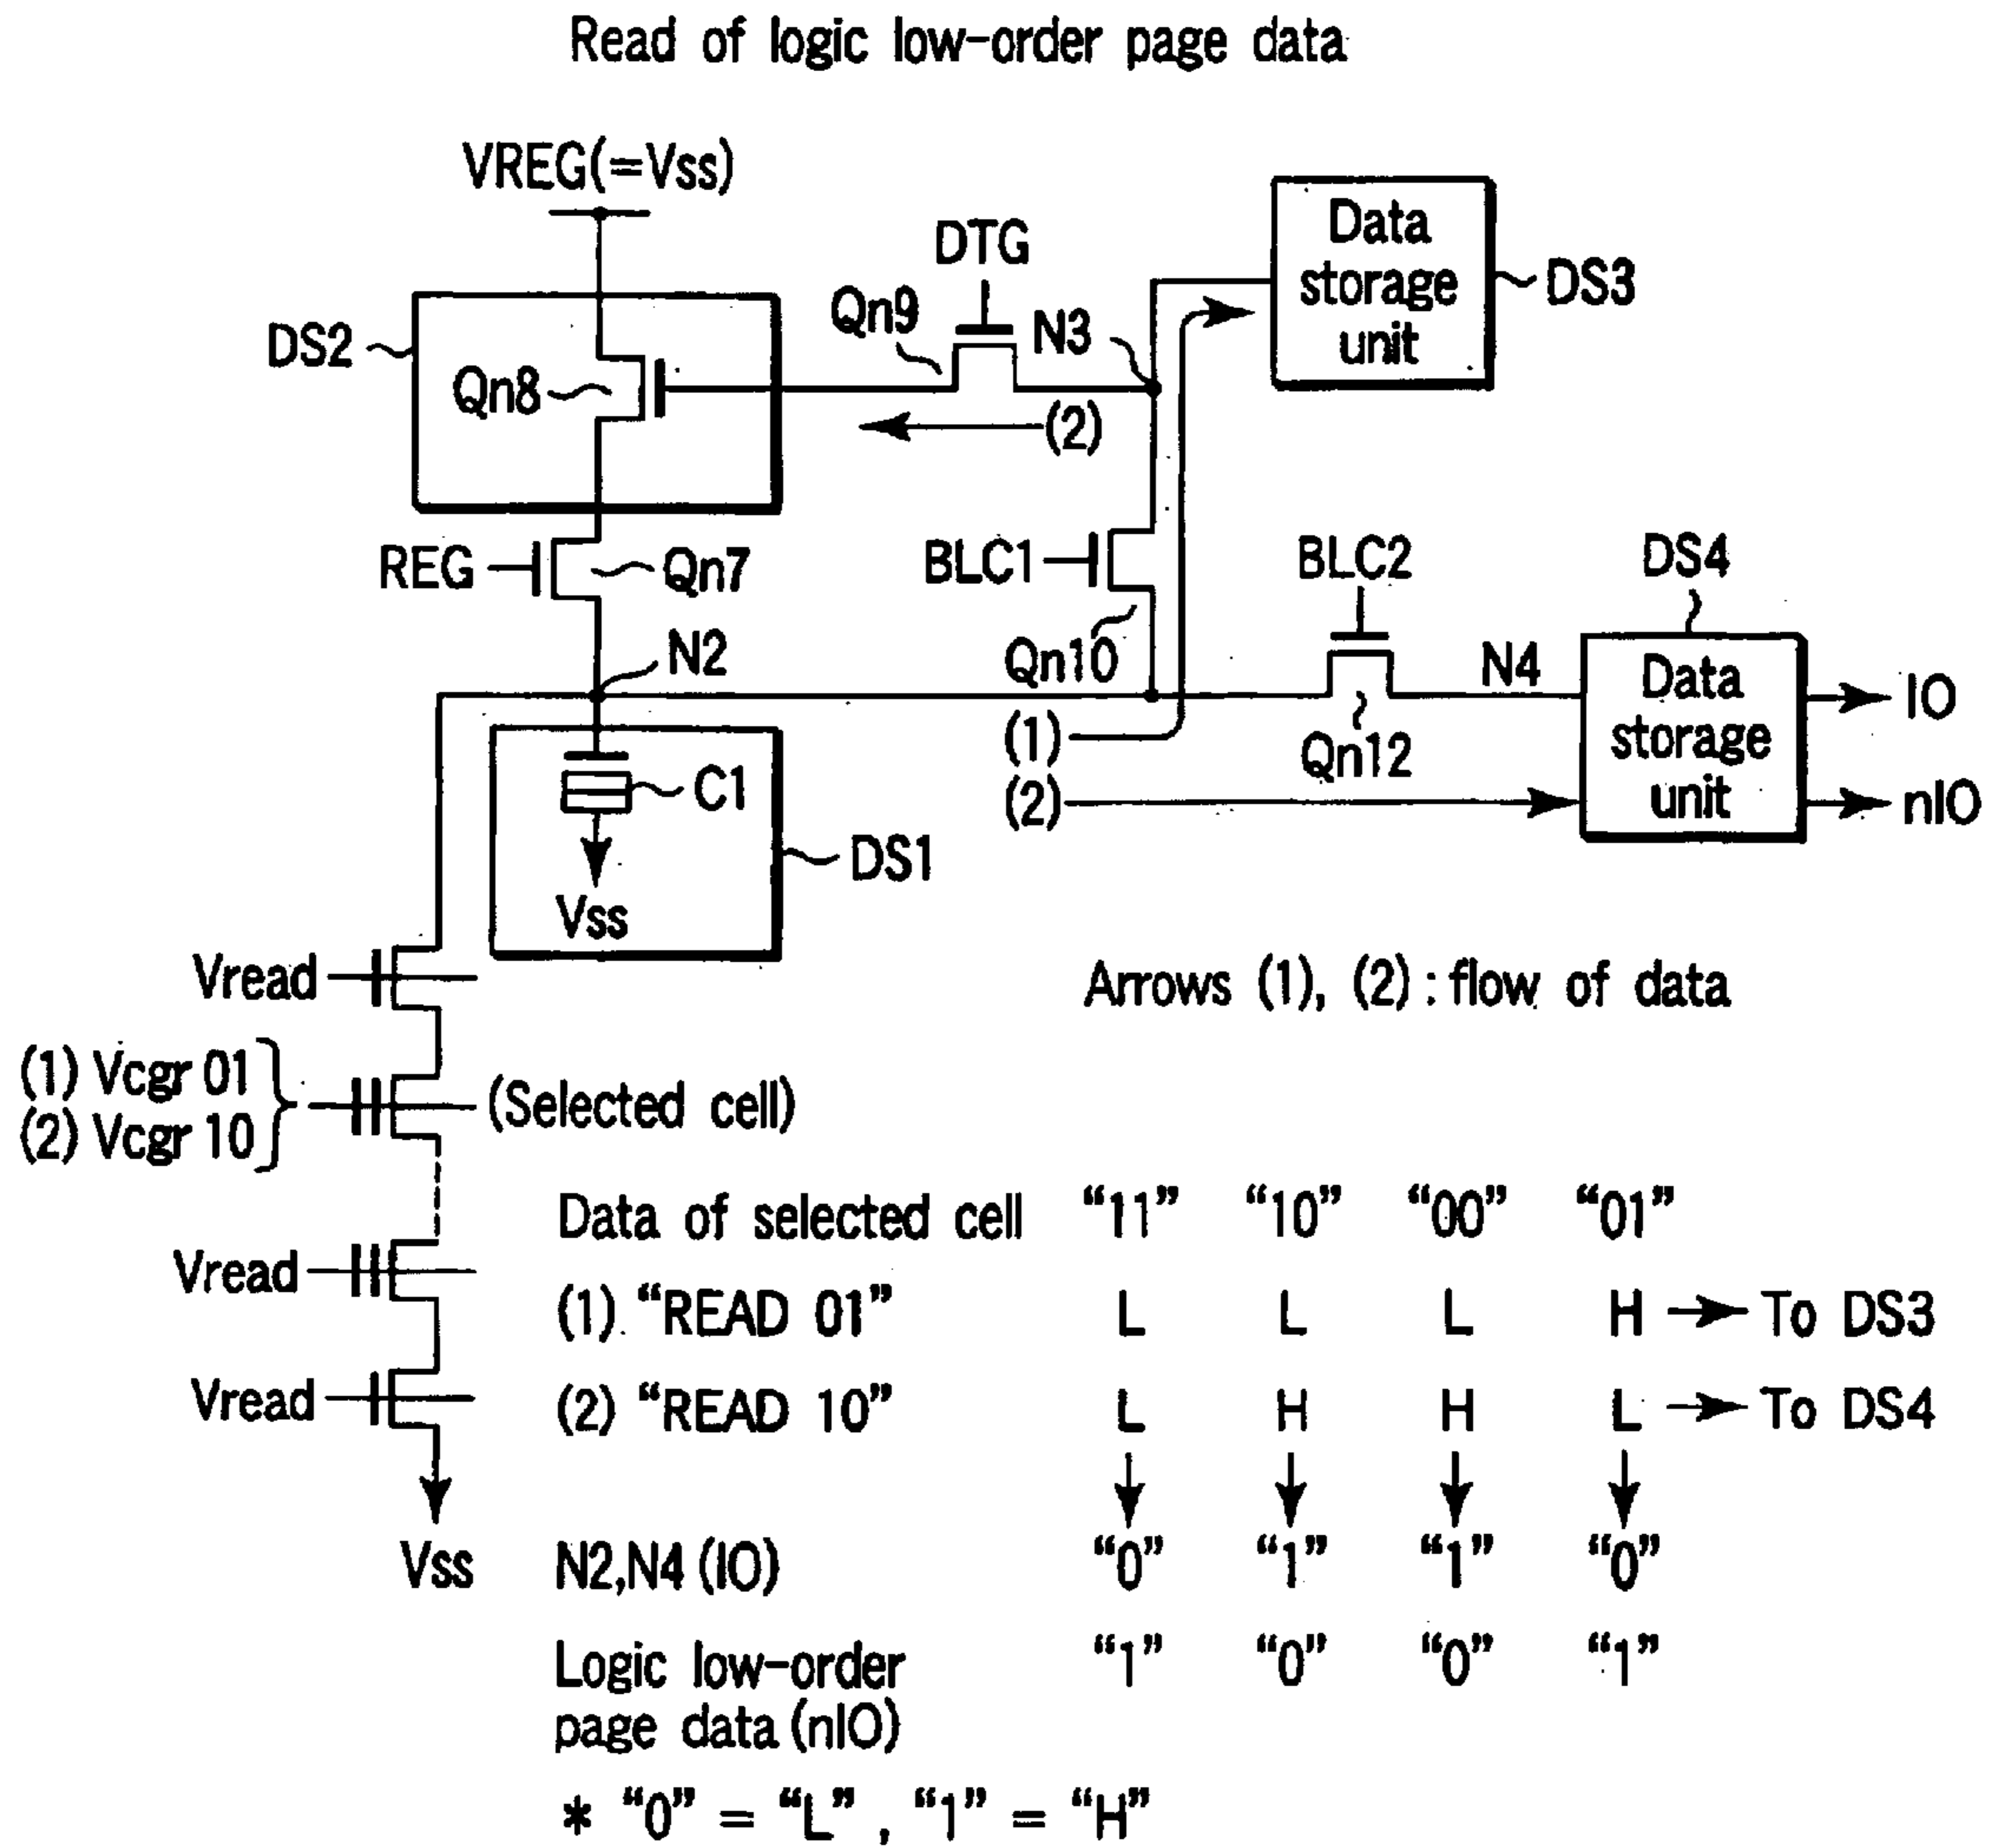 Read of logic low-order page data
VREG(=Vss)
DTG
Data
storage
unit
DS3
Qn9
N3
DS2
Qn8
(2)
REG
Qn7
BLC1
BLC2
DS4
N2
Qn10
N4
Data
storage
unit
IO
nIO
(1)
Qn12
C1
(2)
DS1
Vss
Vread
Arrows (1), (2) : flow of data
(1) Vcgr 01
(2) Vcgr 10
(Selected cell)
Data of selected cell "11" "10" "00" "01"
Vread
(1) "READ 01" L L L H → To DS3
Vread
(2) "READ 10" L H H L → To DS4
Vss
N2,N4 (IO) "0" "1" "1" "0"
Logic low-order "1" "0" "0" "1"
page data (nIO)
* "0" = "L" , "1" = "H"